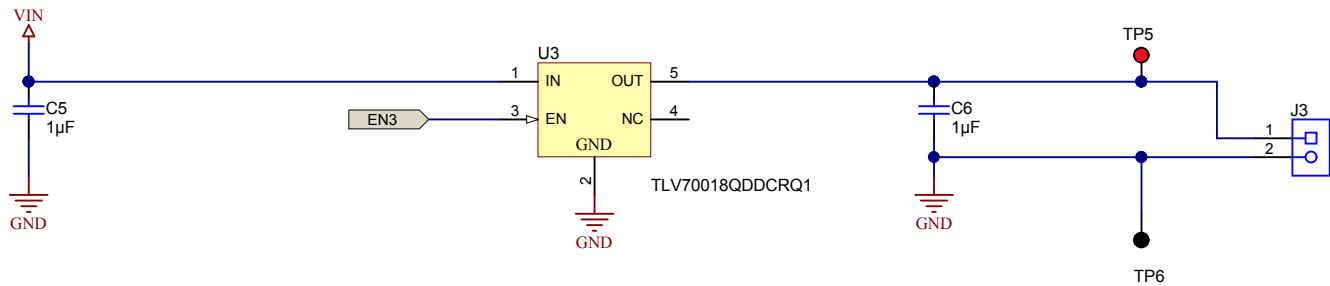 VIN
TP5
U3
1 IN OUT 5
C5
1µF
EN3
3 EN NC 4
C6
1µF
J3
1
2
GND
2
TLV70018QDDCRQ1
GND
GND
GND
TP6